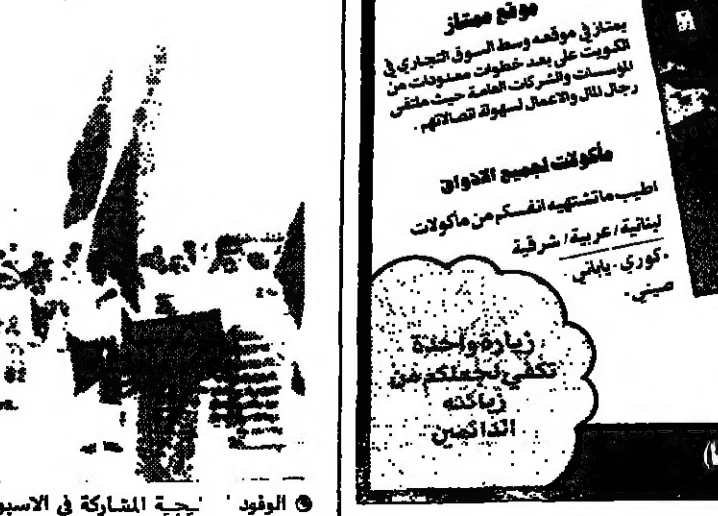 موقع ممتاز
يمتاز في موقعه وسط السوق التجاري في
الكويت على بعد خطوات معدودات من
المؤسسات والشركات العامة حيث ملتقى
رجال المال والاعمال لسهولة اتصالاتهم .
مأكولات لجميع الاذواق
اطيب ماتشتهيه انفسكم من مأكولات
لبنانية / عربية / شرقية
. كوري - ياباني .
صيني .
زيارة واحدة
تكفي لجعلكم من
زبائنه
الدائمين
الوفود المشاركة في